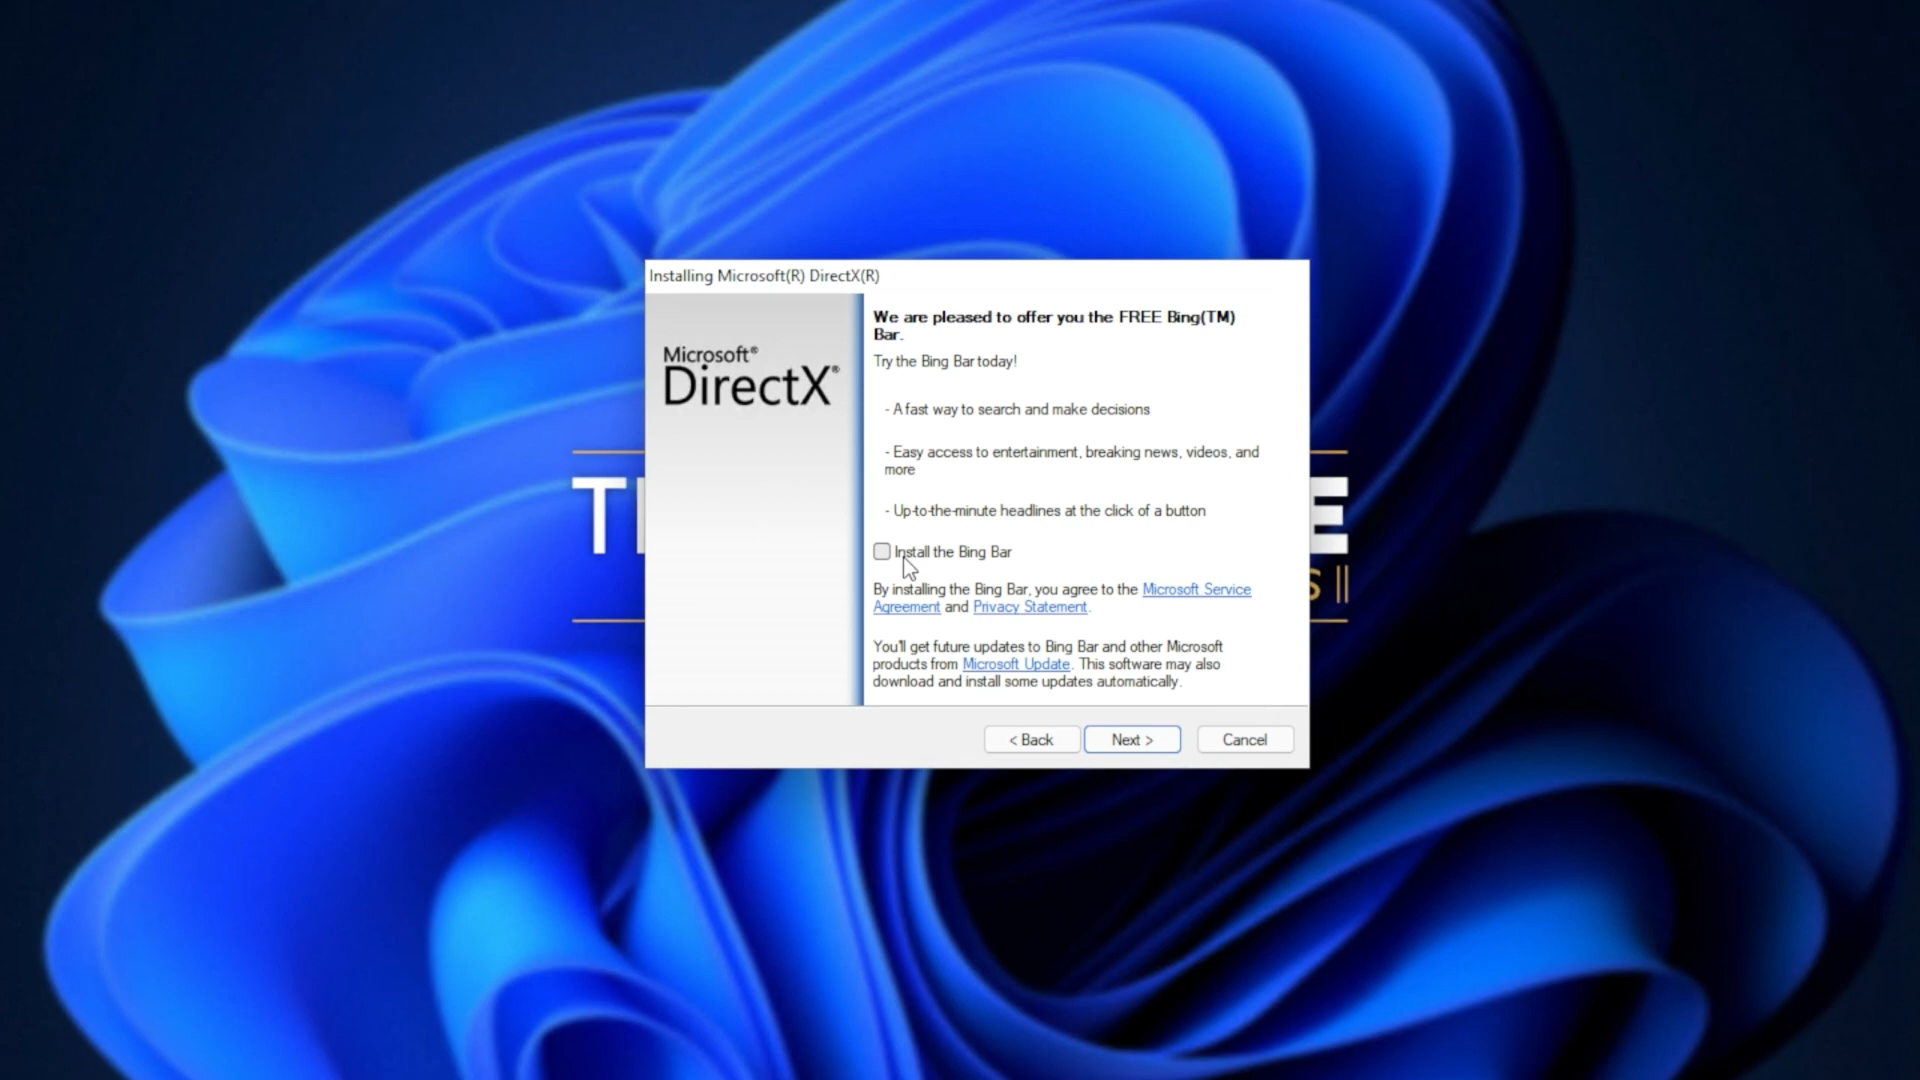 Installing Microsoft(R) DirectX(R)
Microsoft®
DirectX®
We are pleased to offer you the FREE Bing(TM)
Bar.
Try the Bing Bar today!
- A fast way to search and make decisions
- Easy access to entertainment, breaking news, videos, and
more
- Up-to-the-minute headlines at the click of a button
Install the Bing Bar
By installing the Bing Bar, you agree to the Microsoft Service
Agreement and Privacy Statement.
You'll get future updates to Bing Bar and other Microsoft
products from Microsoft Update. This software may also
download and install some updates automatically.
< Back
Next >
Cancel